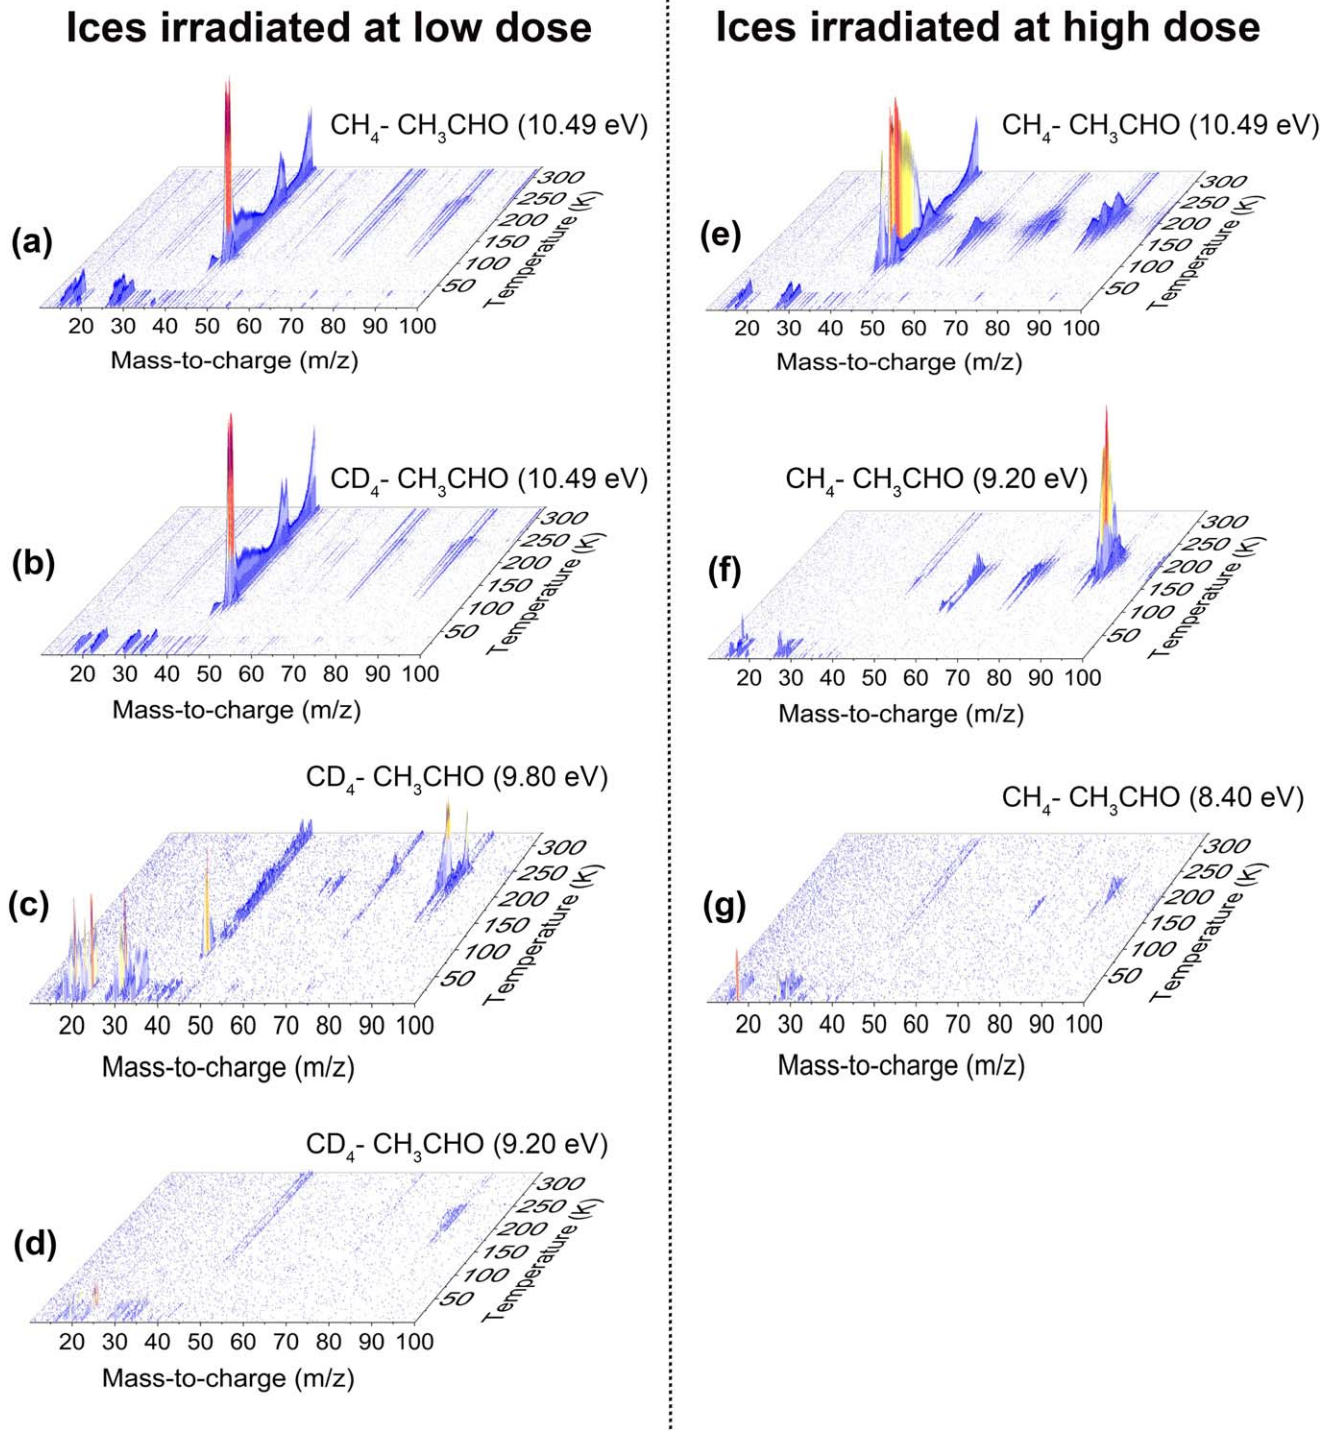 Ices irradiated at low dose
Ices irradiated at high dose
(a)
CH₄- CH₃CHO (10.49 eV)
300
250
200
150
100
50
Temperature (K)
20 30 40 50 60 70 80 90 100
Mass-to-charge (m/z)
(b)
CD₄- CH₃CHO (10.49 eV)
300
250
200
150
100
50
Temperature (K)
20 30 40 50 60 70 80 90 100
Mass-to-charge (m/z)
(c)
CD₄- CH₃CHO (9.80 eV)
300
250
200
150
100
50
Temperature (K)
20 30 40 50 60 70 80 90 100
Mass-to-charge (m/z)
(d)
CD₄- CH₃CHO (9.20 eV)
300
250
200
150
100
50
Temperature (K)
20 30 40 50 60 70 80 90 100
Mass-to-charge (m/z)
(e)
CH₄- CH₃CHO (10.49 eV)
300
250
200
150
100
50
Temperature (K)
20 30 40 50 60 70 80 90 100
Mass-to-charge (m/z)
(f)
CH₄- CH₃CHO (9.20 eV)
300
250
200
150
100
50
Temperature (K)
20 30 40 50 60 70 80 90 100
Mass-to-charge (m/z)
(g)
CH₄- CH₃CHO (8.40 eV)
300
250
200
150
100
50
Temperature (K)
20 30 40 50 60 70 80 90 100
Mass-to-charge (m/z)